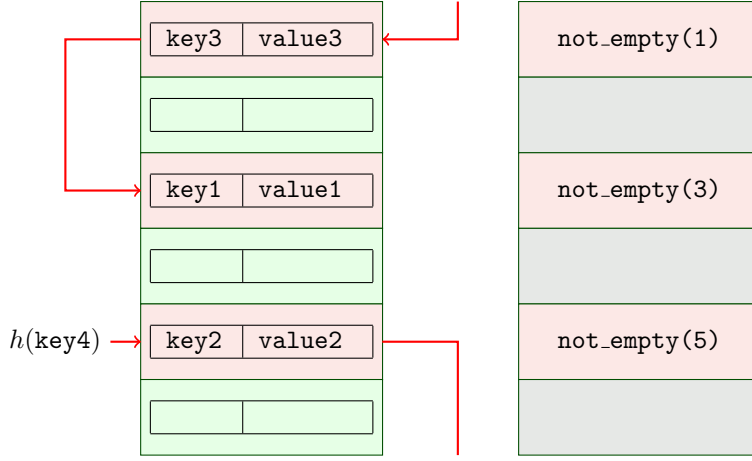 key3 value3 not_empty(1)
key1 value1 not_empty(3)
h(key4) key2 value2 not_empty(5)